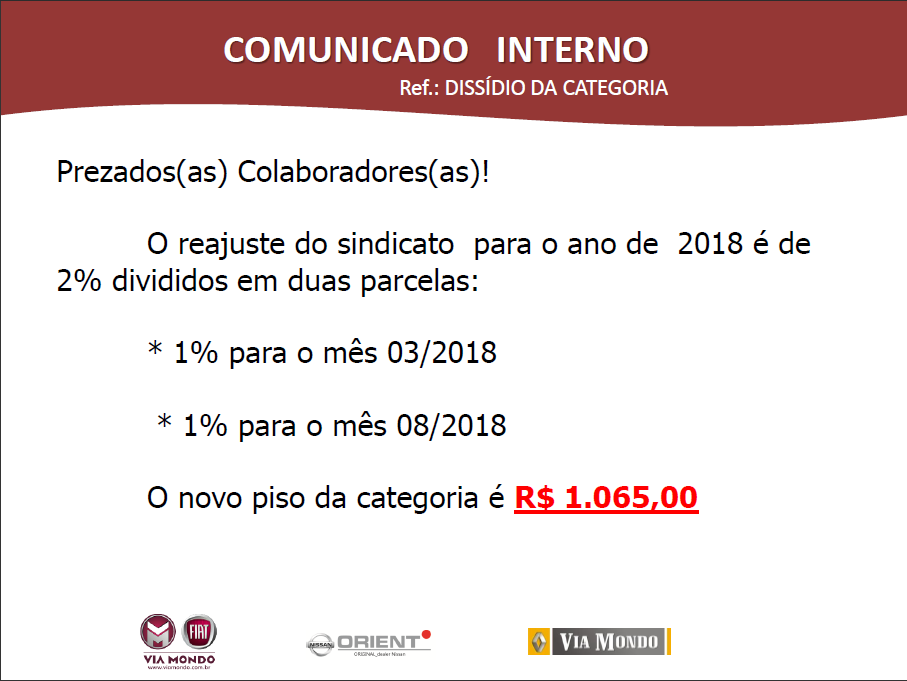 COMUNICADO INTERNO
Ref.: DISSÍDIO DA CATEGORIA
Prezados(as) Colaboradores(as)!
O reajuste do sindicato para o ano de 2018 é de
2% divididos em duas parcelas:
* 1% para o mês 03/2018
* 1% para o mês 08/2018
O novo piso da categoria é R$ 1.065,00
FIAT
VIA MONDO
www.viamondo.com.br
NISSAN ORIENT
ORIGINAL, dealer Nissan
VIA MONDO